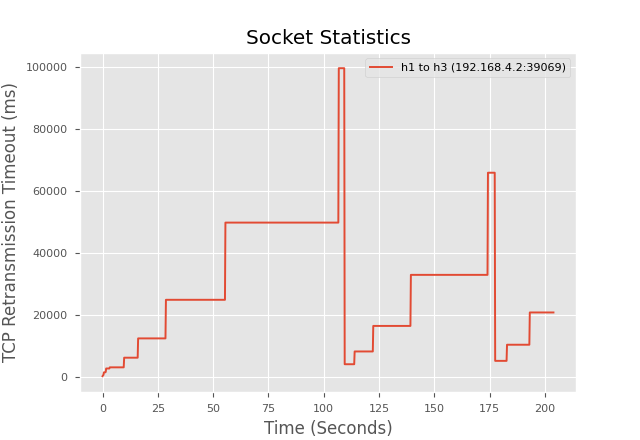 Socket Statistics
h1 to h3 (192.168.4.2:39069)
TCP Retransmission Timeout (ms)
100000
80000
60000
40000
20000
0
0 25 50 75 100 125 150 175 200
Time (Seconds)